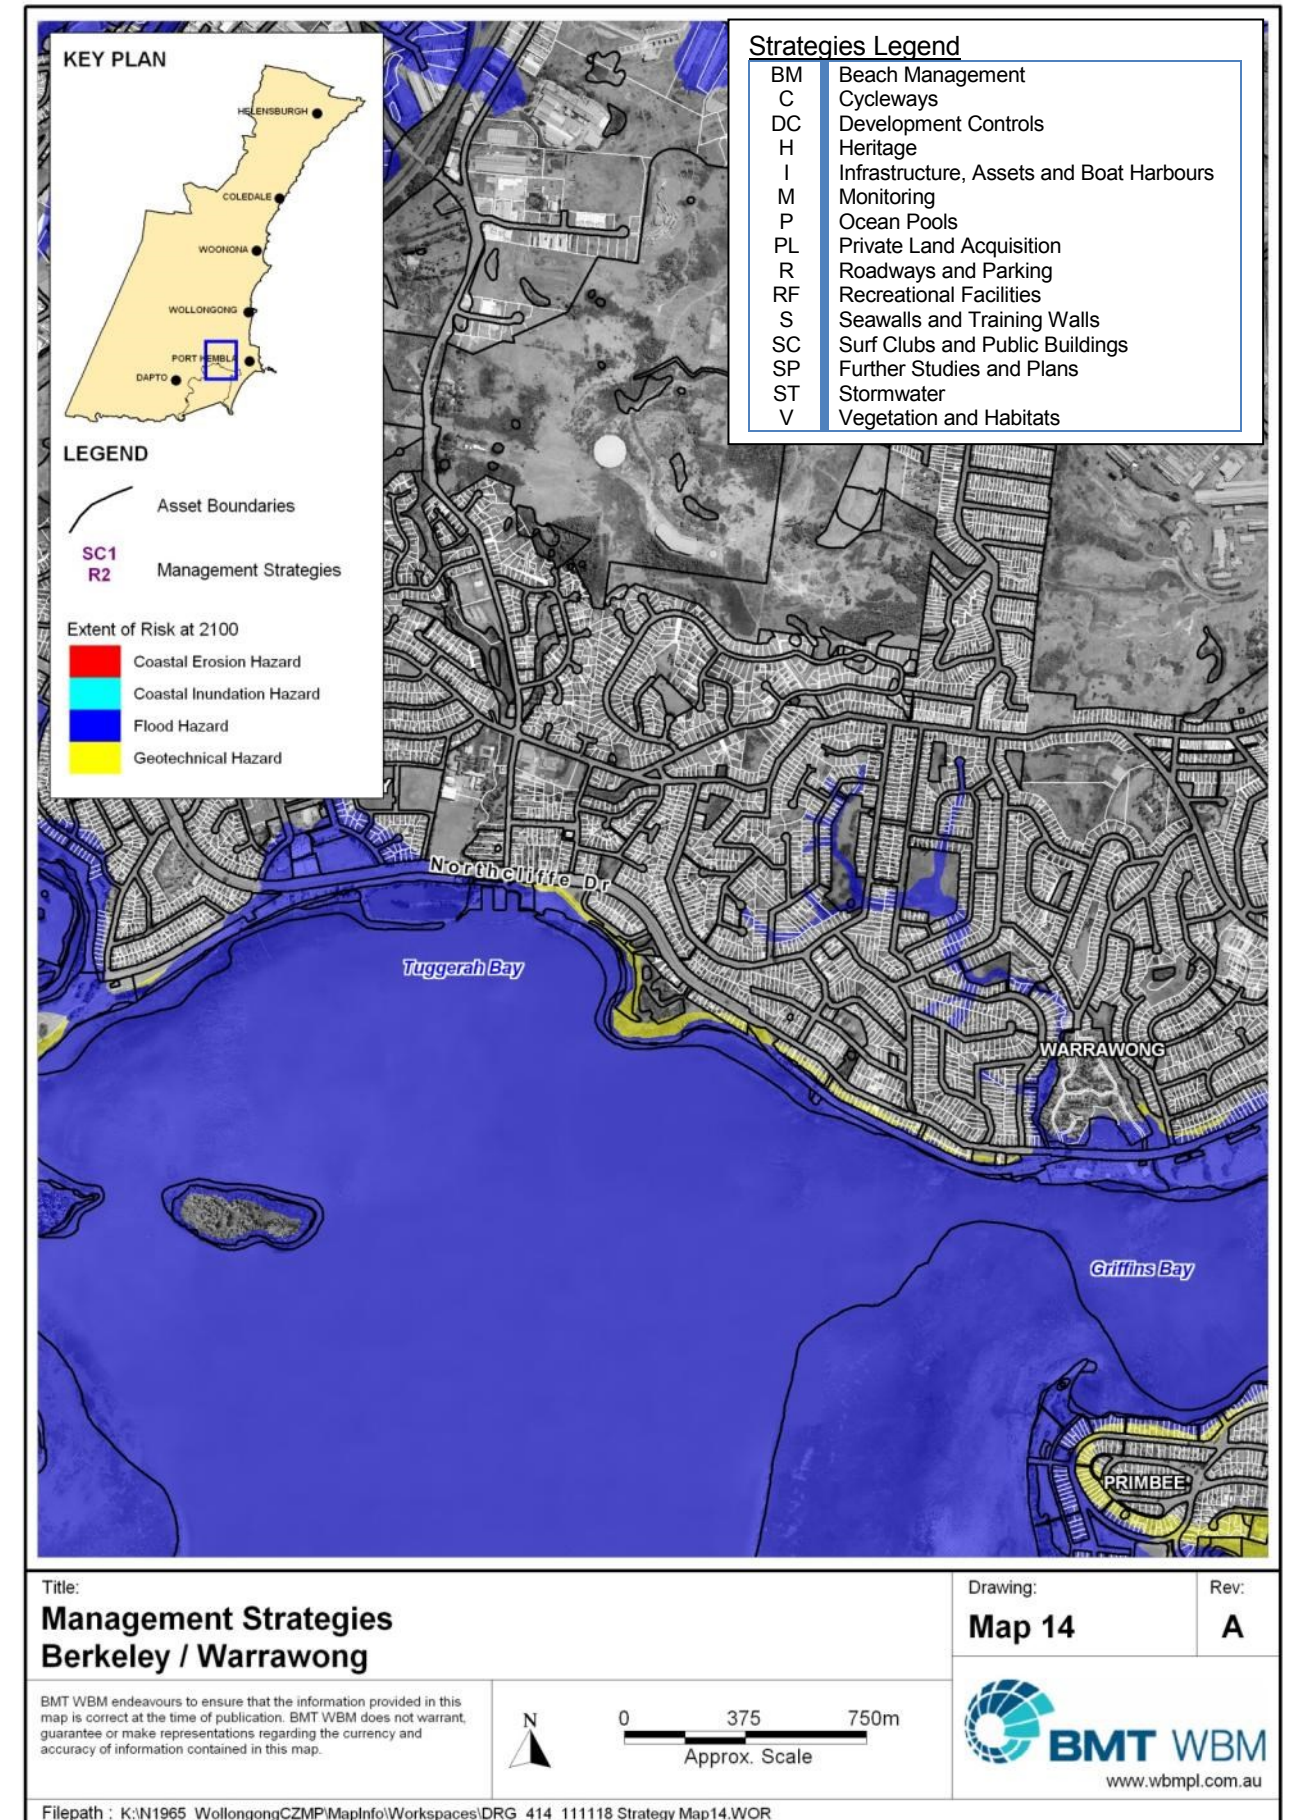 KEY PLAN
HELENSBURGH
COLEDALE
WOONONA
WOLLONGONG
PORT KEMBLA
DAPTO
LEGEND
Asset Boundaries
SC1
R2
Management Strategies
Extent of Risk at 2100
Coastal Erosion Hazard
Coastal Inundation Hazard
Flood Hazard
Geotechnical Hazard
Strategies Legend
BM Beach Management
C Cycleways
DC Development Controls
H Heritage
I Infrastructure, Assets and Boat Harbours
M Monitoring
P Ocean Pools
PL Private Land Acquisition
R Roadways and Parking
RF Recreational Facilities
S Seawalls and Training Walls
SC Surf Clubs and Public Buildings
SP Further Studies and Plans
ST Stormwater
V Vegetation and Habitats
Northcliffe Dr
Tuggerah Bay
WARRAWONG
Griffins Bay
PRIMBEE
Title:
Management Strategies
Berkeley / Warrawong
Drawing:
Map 14
Rev:
A
BMT WBM endeavours to ensure that the information provided in this
map is correct at the time of publication. BMT WBM does not warrant,
guarantee or make representations regarding the currency and
accuracy of information contained in this map.
N
0 375 750m
Approx. Scale
BMT WBM
www.wbmpl.com.au
Filepath : K:\N1965_WollongongCZMP\MapInfo\Workspaces\DRG_414_111118 Strategy Map14.WOR